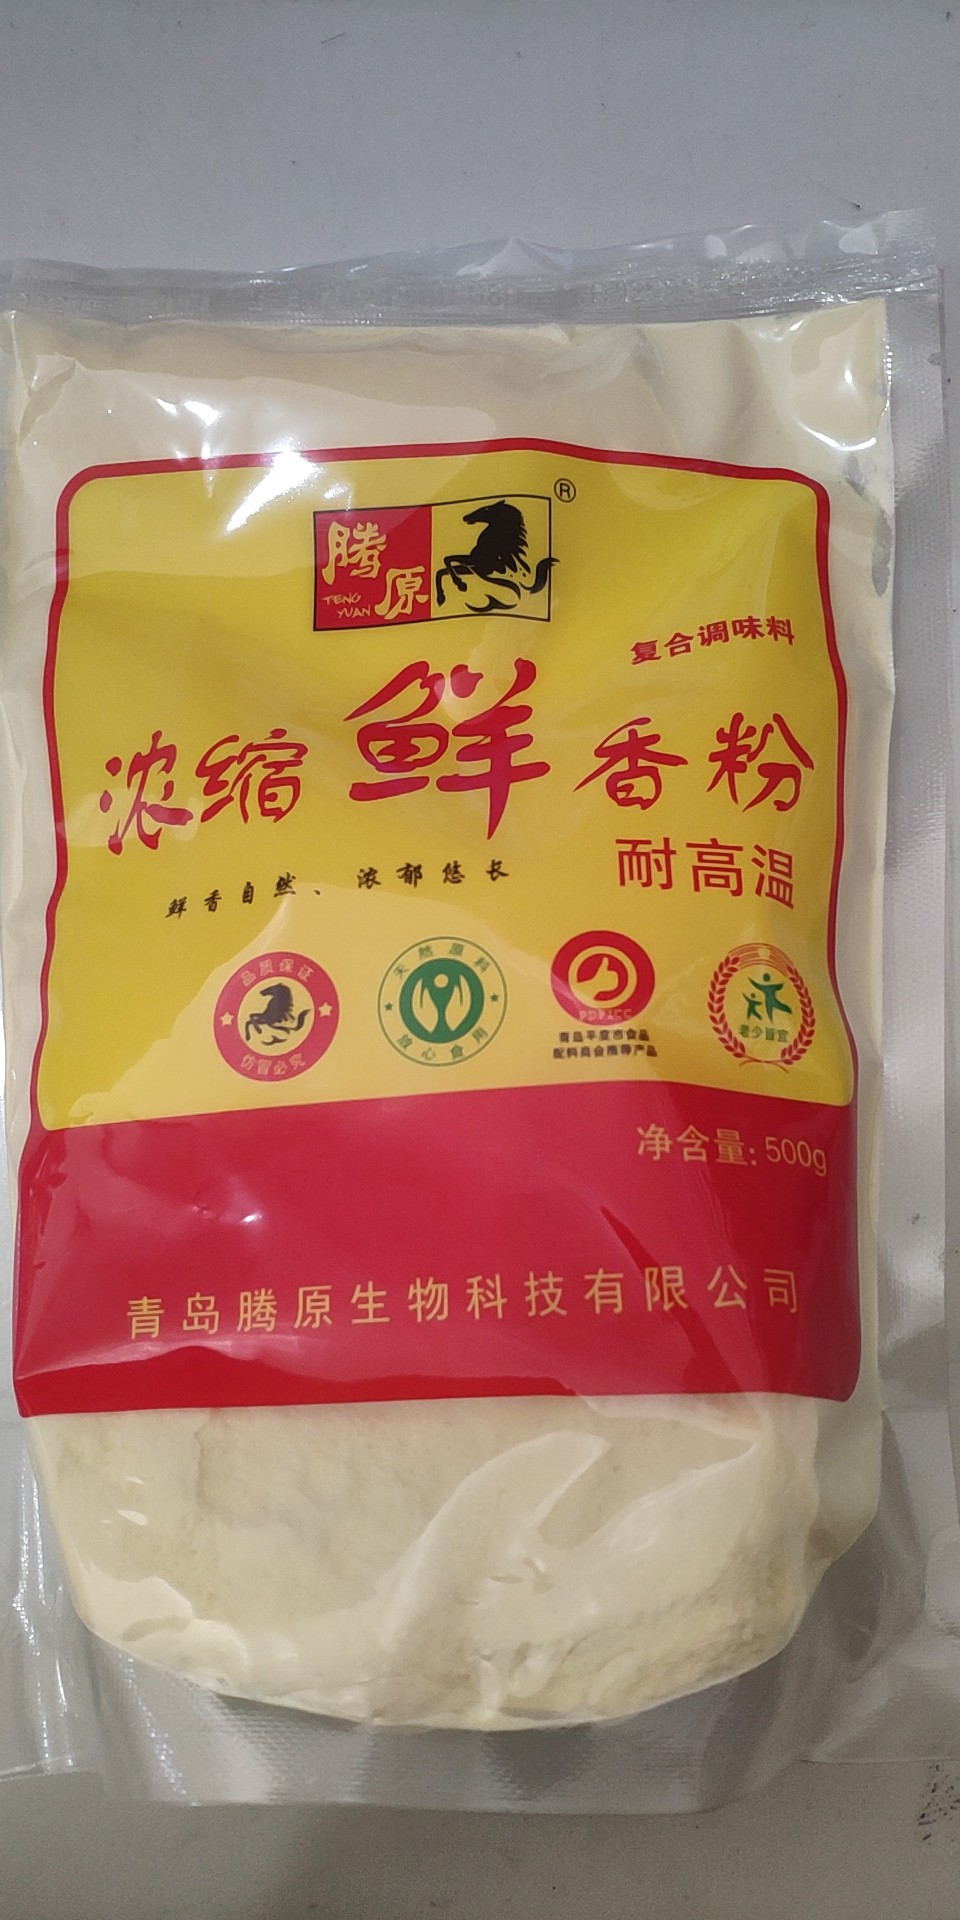 腾原
TENG
YUAN
®
复合调味料
浓缩鲜香粉
耐高温
鲜香自然、浓郁悠长
品质保证
仿冒必究
天然原料
放心食用
PDFICC
青岛平度市食品
配料商会推荐产品
老少皆宜
净含量:500g
青岛腾原生物科技有限公司